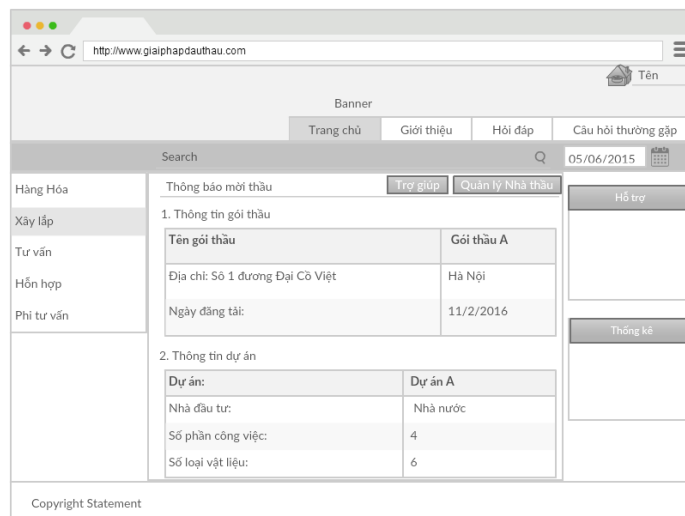 http://www.giaiphapdauthau.com
Tên
Banner
Trang chủ Giới thiệu Hỏi đáp Câu hỏi thường gặp
Search 05/06/2015
Hàng Hóa
Xây lắp
Tư vấn
Hỗn hợp
Phi tư vấn
Thông báo mời thầu Trợ giúp Quản lý Nhà thầu
1. Thông tin gói thầu
Tên gói thầu Gói thầu A
Địa chỉ: Sô 1 đương Đại Cồ Việt Hà Nội
Ngày đăng tải: 11/2/2016
2. Thông tin dự án
Dự án: Dự án A
Nhà đầu tư: Nhà nước
Số phần công việc: 4
Số loại vật liệu: 6
Hỗ trợ
Thống kê
Copyright Statement